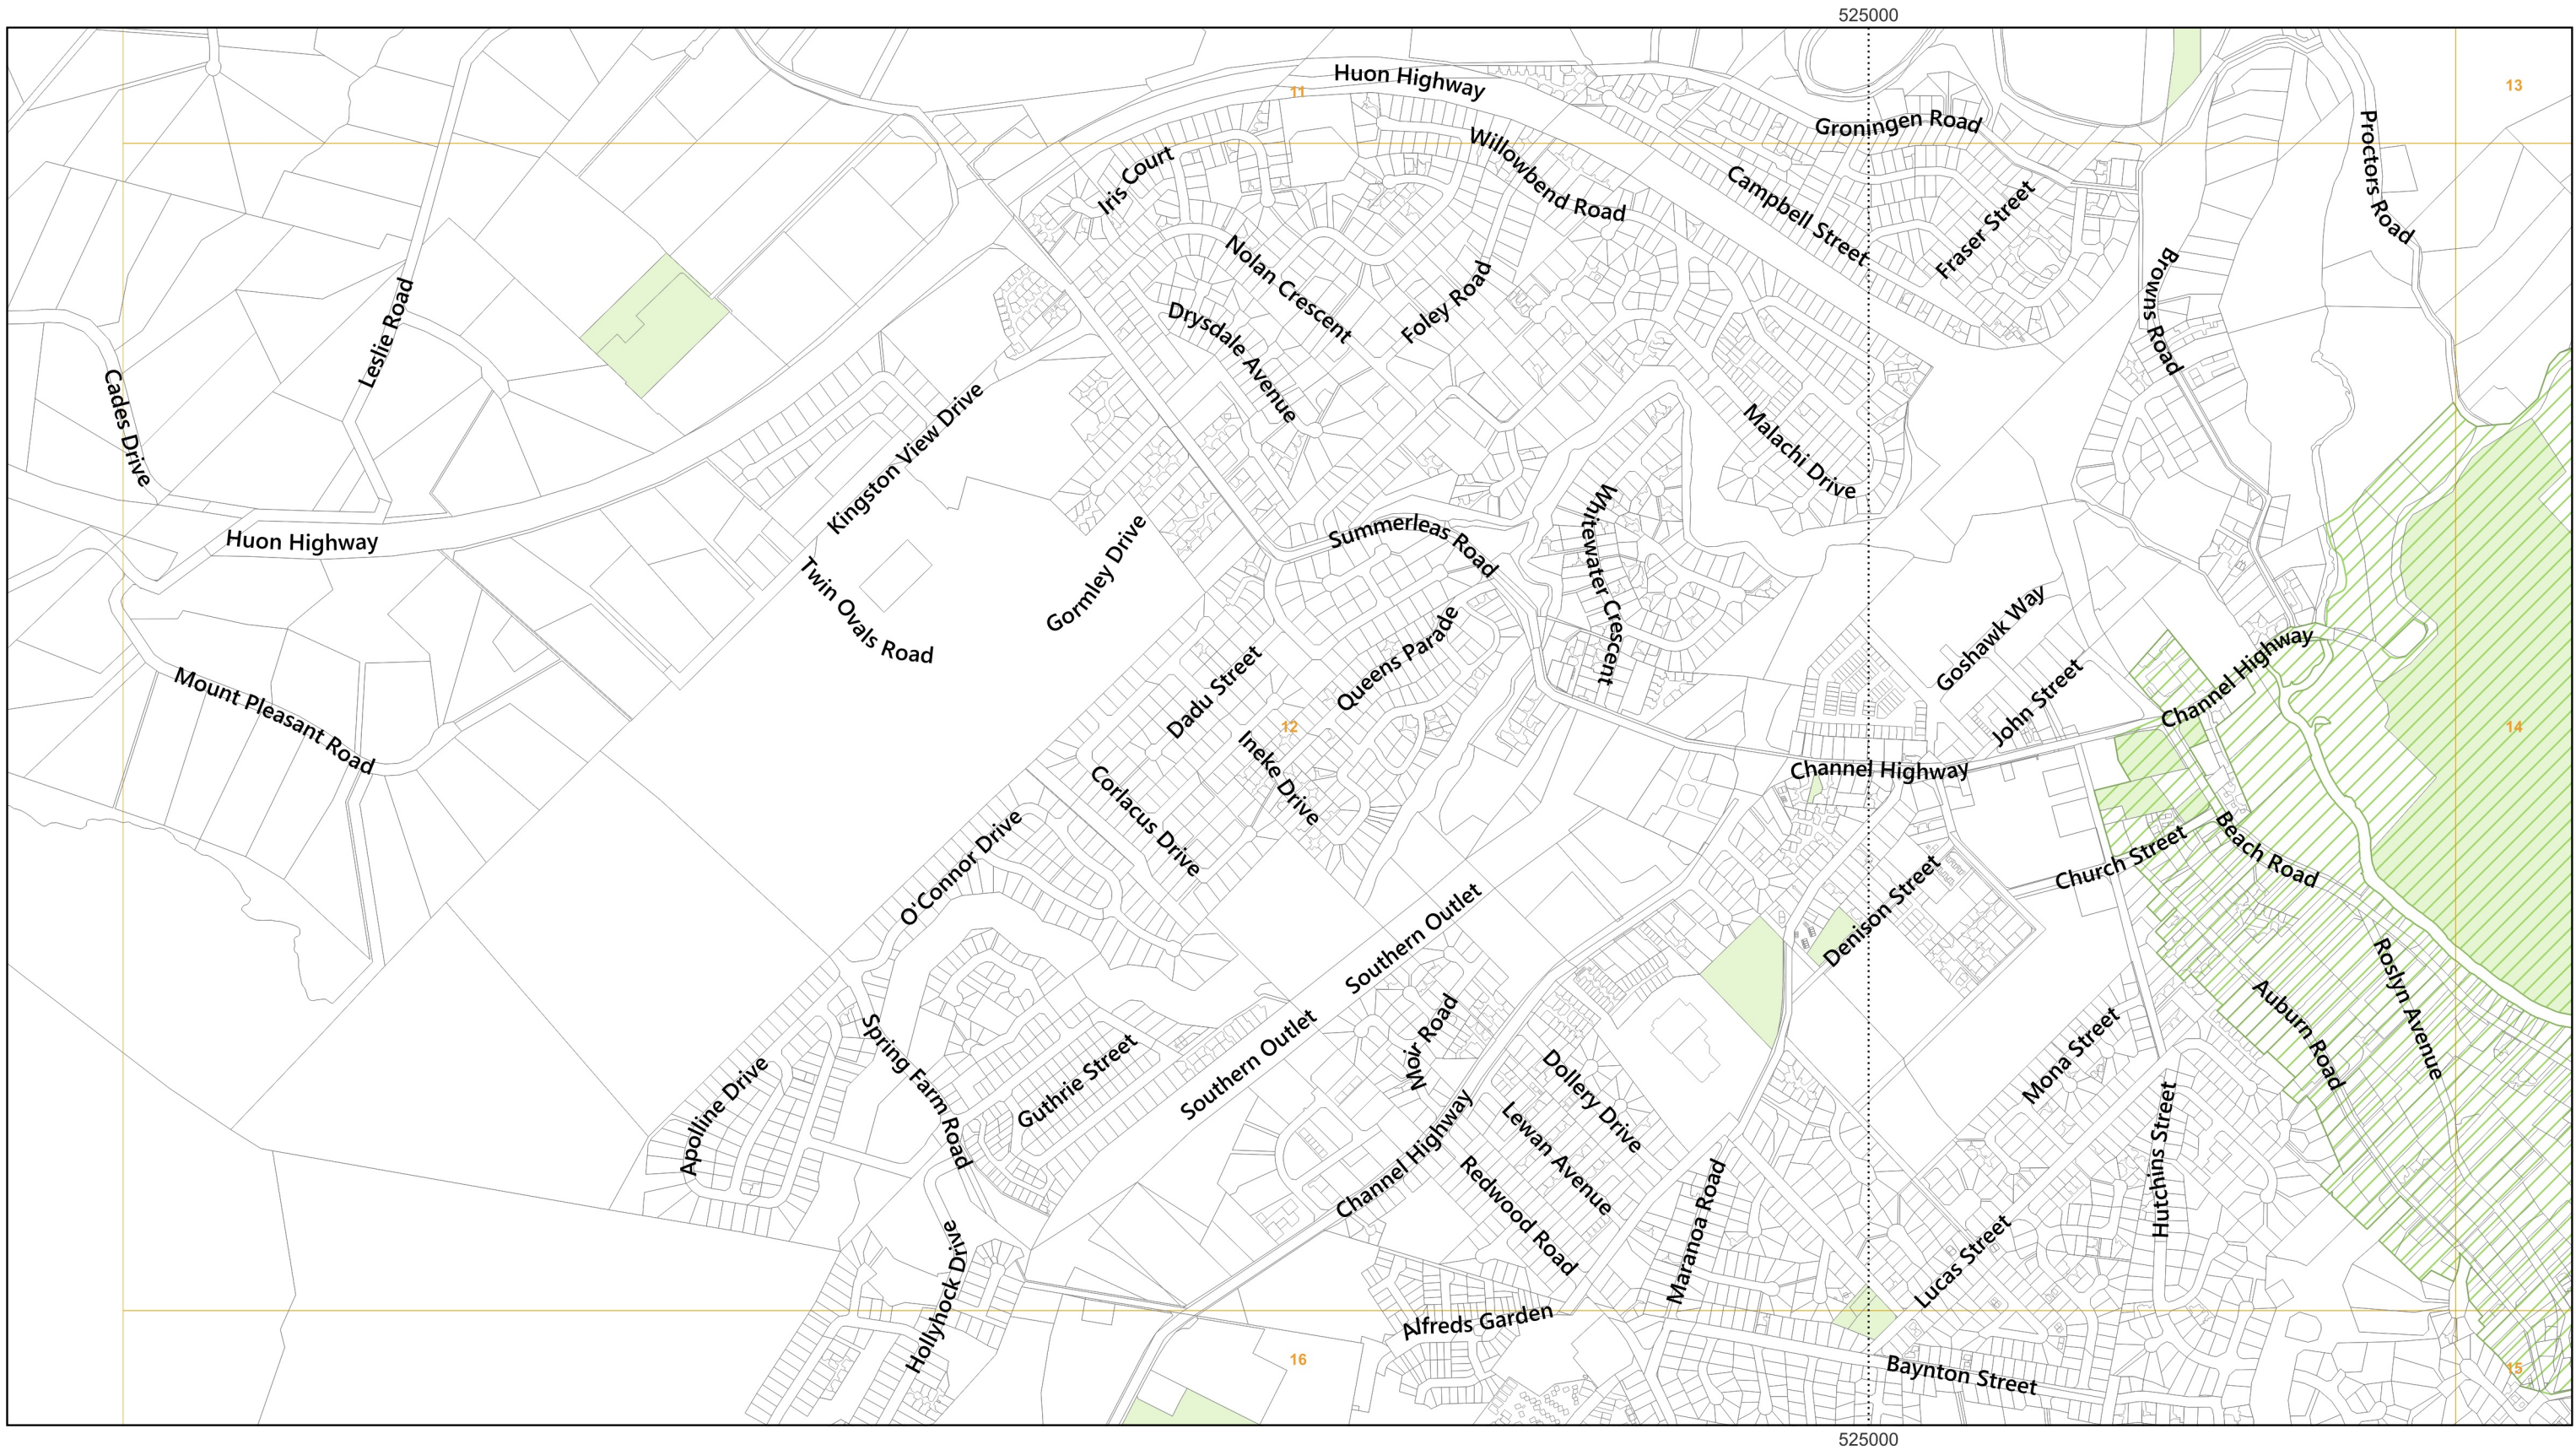 525000
Huon Highway
11
13
Groningen Road
Proctors Road
Willowbend Road
Iris Court
Campbell Street
Fraser Street
Nolan Crescent
Foley Road
Browns Road
Leslie Road
Drysdale Avenue
Cades Drive
Kingston View Drive
Malachi Drive
Huon Highway
Summerleas Road
Whitewater Crescent
Gormley Drive
Twin Ovals Road
Goshawk Way
Channel Highway
Queens Parade
Dadu Street
John Street
Mount Pleasant Road
12
14
Ineke Drive
Channel Highway
Corlacus Drive
O'Connor Drive
Beach Road
Church Street
Denison Street
Southern Outlet
Roslyn Avenue
Auburn Road
Southern Outlet
Moir Road
Spring Farm Road
Guthrie Street
Mona Street
Apolline Drive
Dollery Drive
Lewan Avenue
Channel Highway
Redwood Road
Hutchins Street
Maranoa Road
Lucas Street
Hollyhock Drive
Alfreds Garden
16
15
Baynton Street
525000